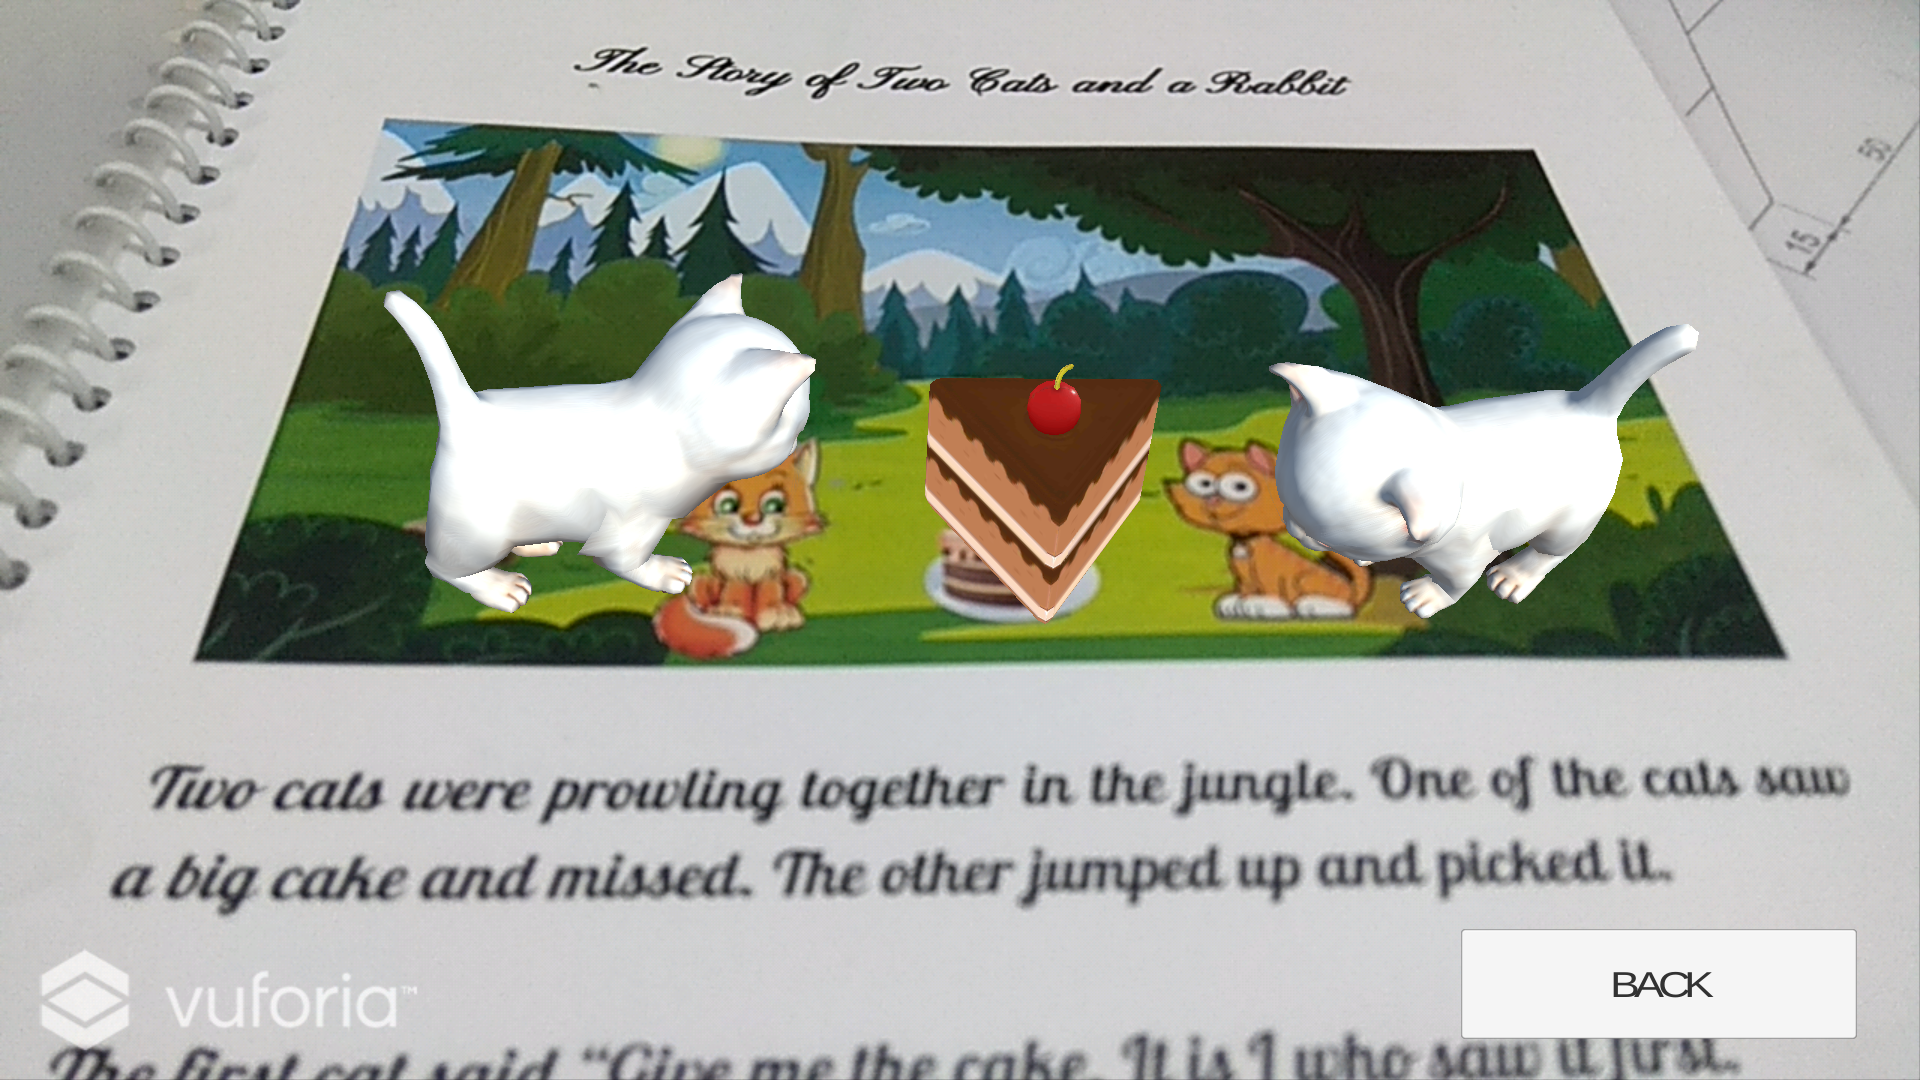 50
15
The Story of Two Cats and a Rabbit
Two cats were prowling together in the jungle. One of the cats saw
a big cake and missed. The other jumped up and picked it.
BACK
vuforia™
The first cat said "Give me the cake. It is I who saw it first.